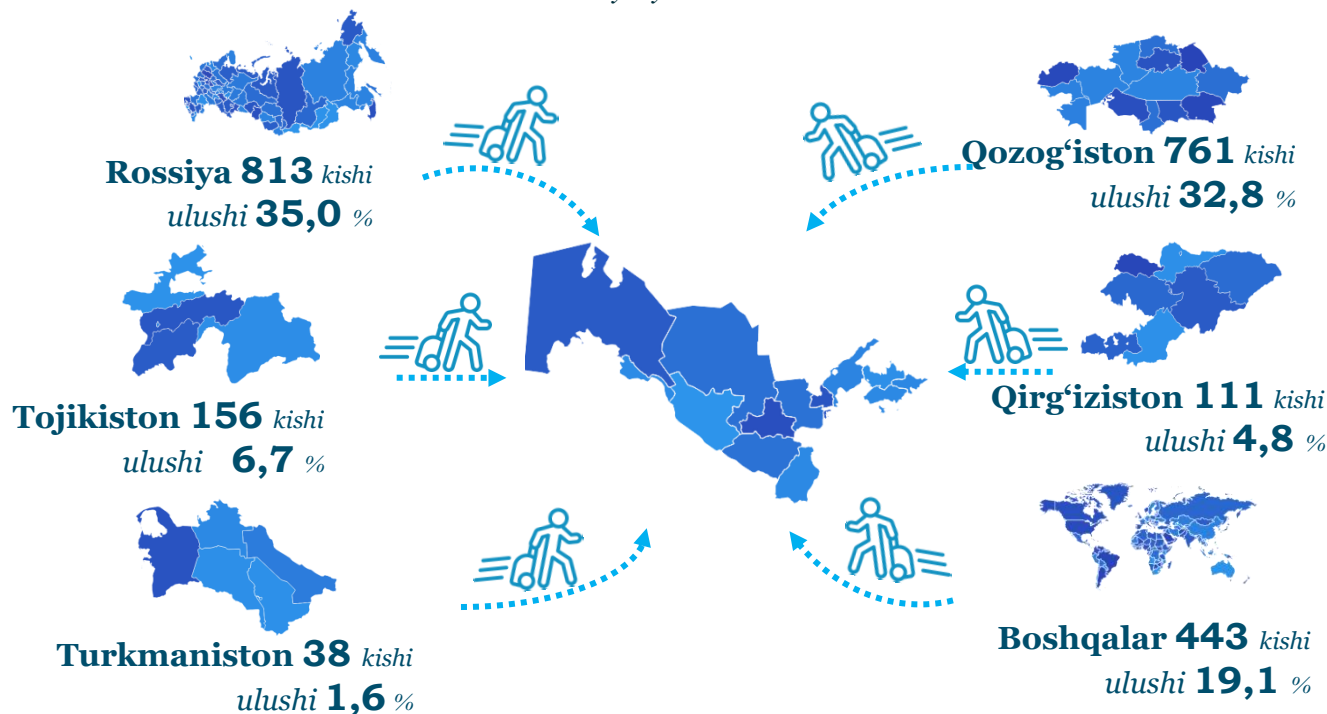 Rossiya 813 kishi
ulushi 35,0 %
Qozog‘iston 761 kishi
ulushi 32,8 %
Tojikiston 156 kishi
ulushi 6,7 %
Qirg‘iziston 111 kishi
ulushi 4,8 %
Turkmaniston 38 kishi
ulushi 1,6 %
Boshqalar 443 kishi
ulushi 19,1 %